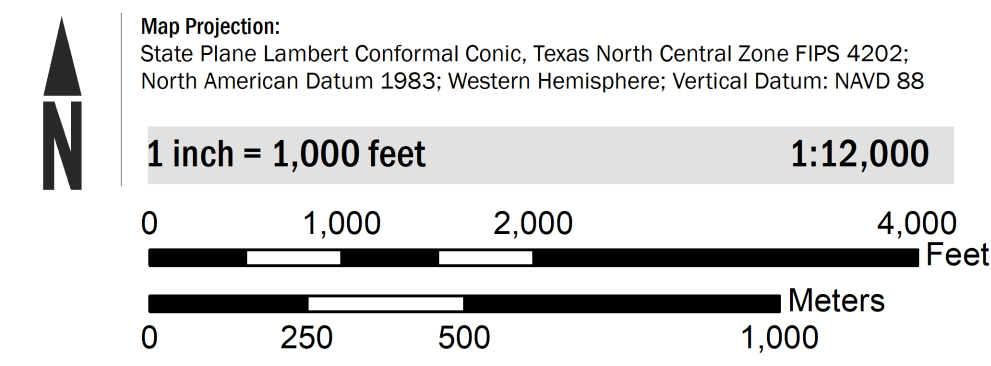 Map Projection:
State Plane Lambert Conformal Conic, Texas North Central Zone FIPS 4202;
North American Datum 1983; Western Hemisphere; Vertical Datum: NAVD 88
N
1 inch = 1,000 feet 1:12,000
0 1,000 2,000 4,000
Feet
Meters
0 250 500 1,000